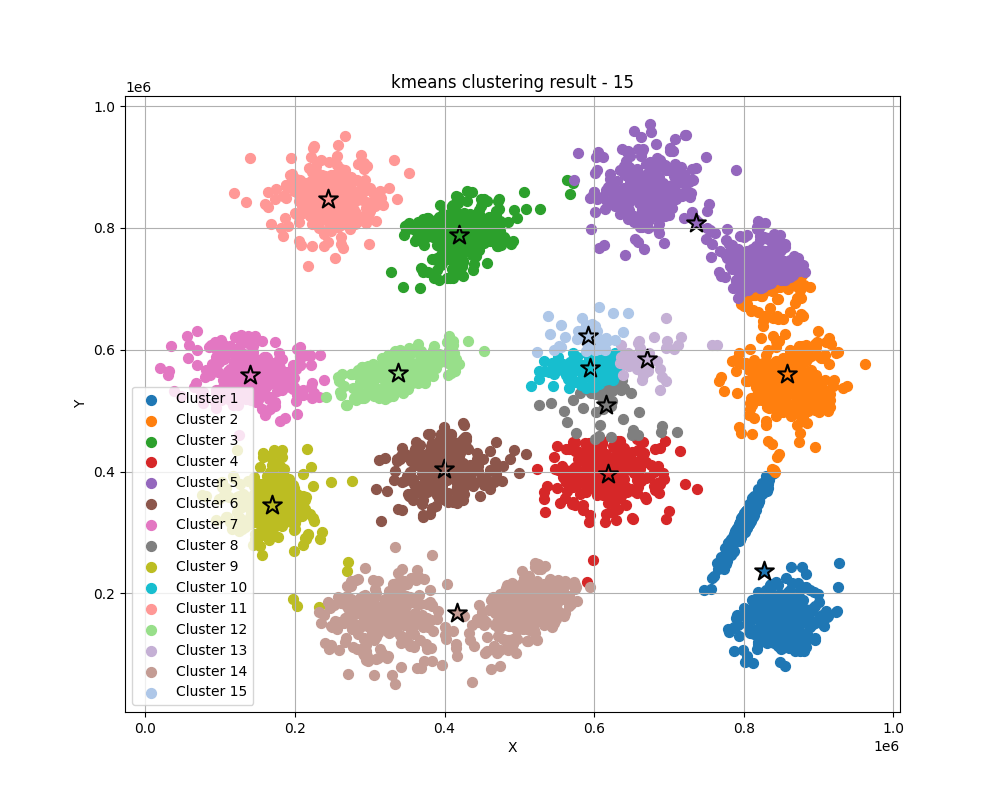 kmeans clustering result - 15
1e6
1.0
0.8
0.6
0.4
0.2
Y
Cluster 1
Cluster 2
Cluster 3
Cluster 4
Cluster 5
Cluster 6
Cluster 7
Cluster 8
Cluster 9
Cluster 10
Cluster 11
Cluster 12
Cluster 13
Cluster 14
Cluster 15
0.0 0.2 0.4 0.6 0.8 1.0
X
1e6